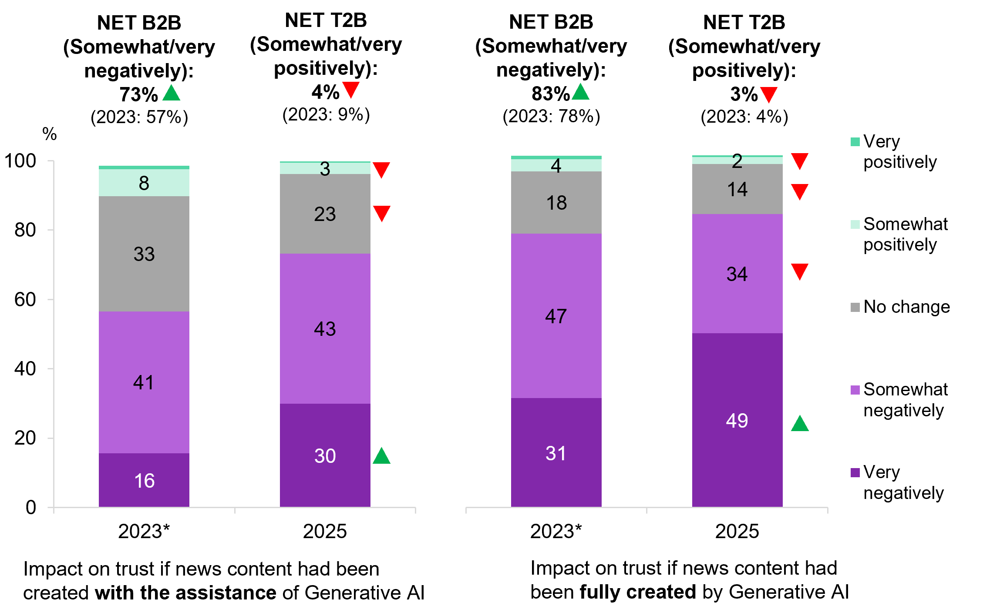 NET B2B
(Somewhat/very
negatively):
73%
(2023: 57%)
NET T2B
(Somewhat/very
positively):
4%
(2023: 9%)
NET B2B
(Somewhat/very
negatively):
83%
(2023: 78%)
NET T2B
(Somewhat/very
positively):
3%
(2023: 4%)
%
100
80
60
40
20
0
8
33
41
16
3
23
43
30
4
18
47
31
2
14
34
49
2023*
2025
2023*
2025
Very
positively
Somewhat
positively
No change
Somewhat
negatively
Very
negatively
Impact on trust if news content had been
created with the assistance of Generative AI
Impact on trust if news content had
been fully created by Generative AI